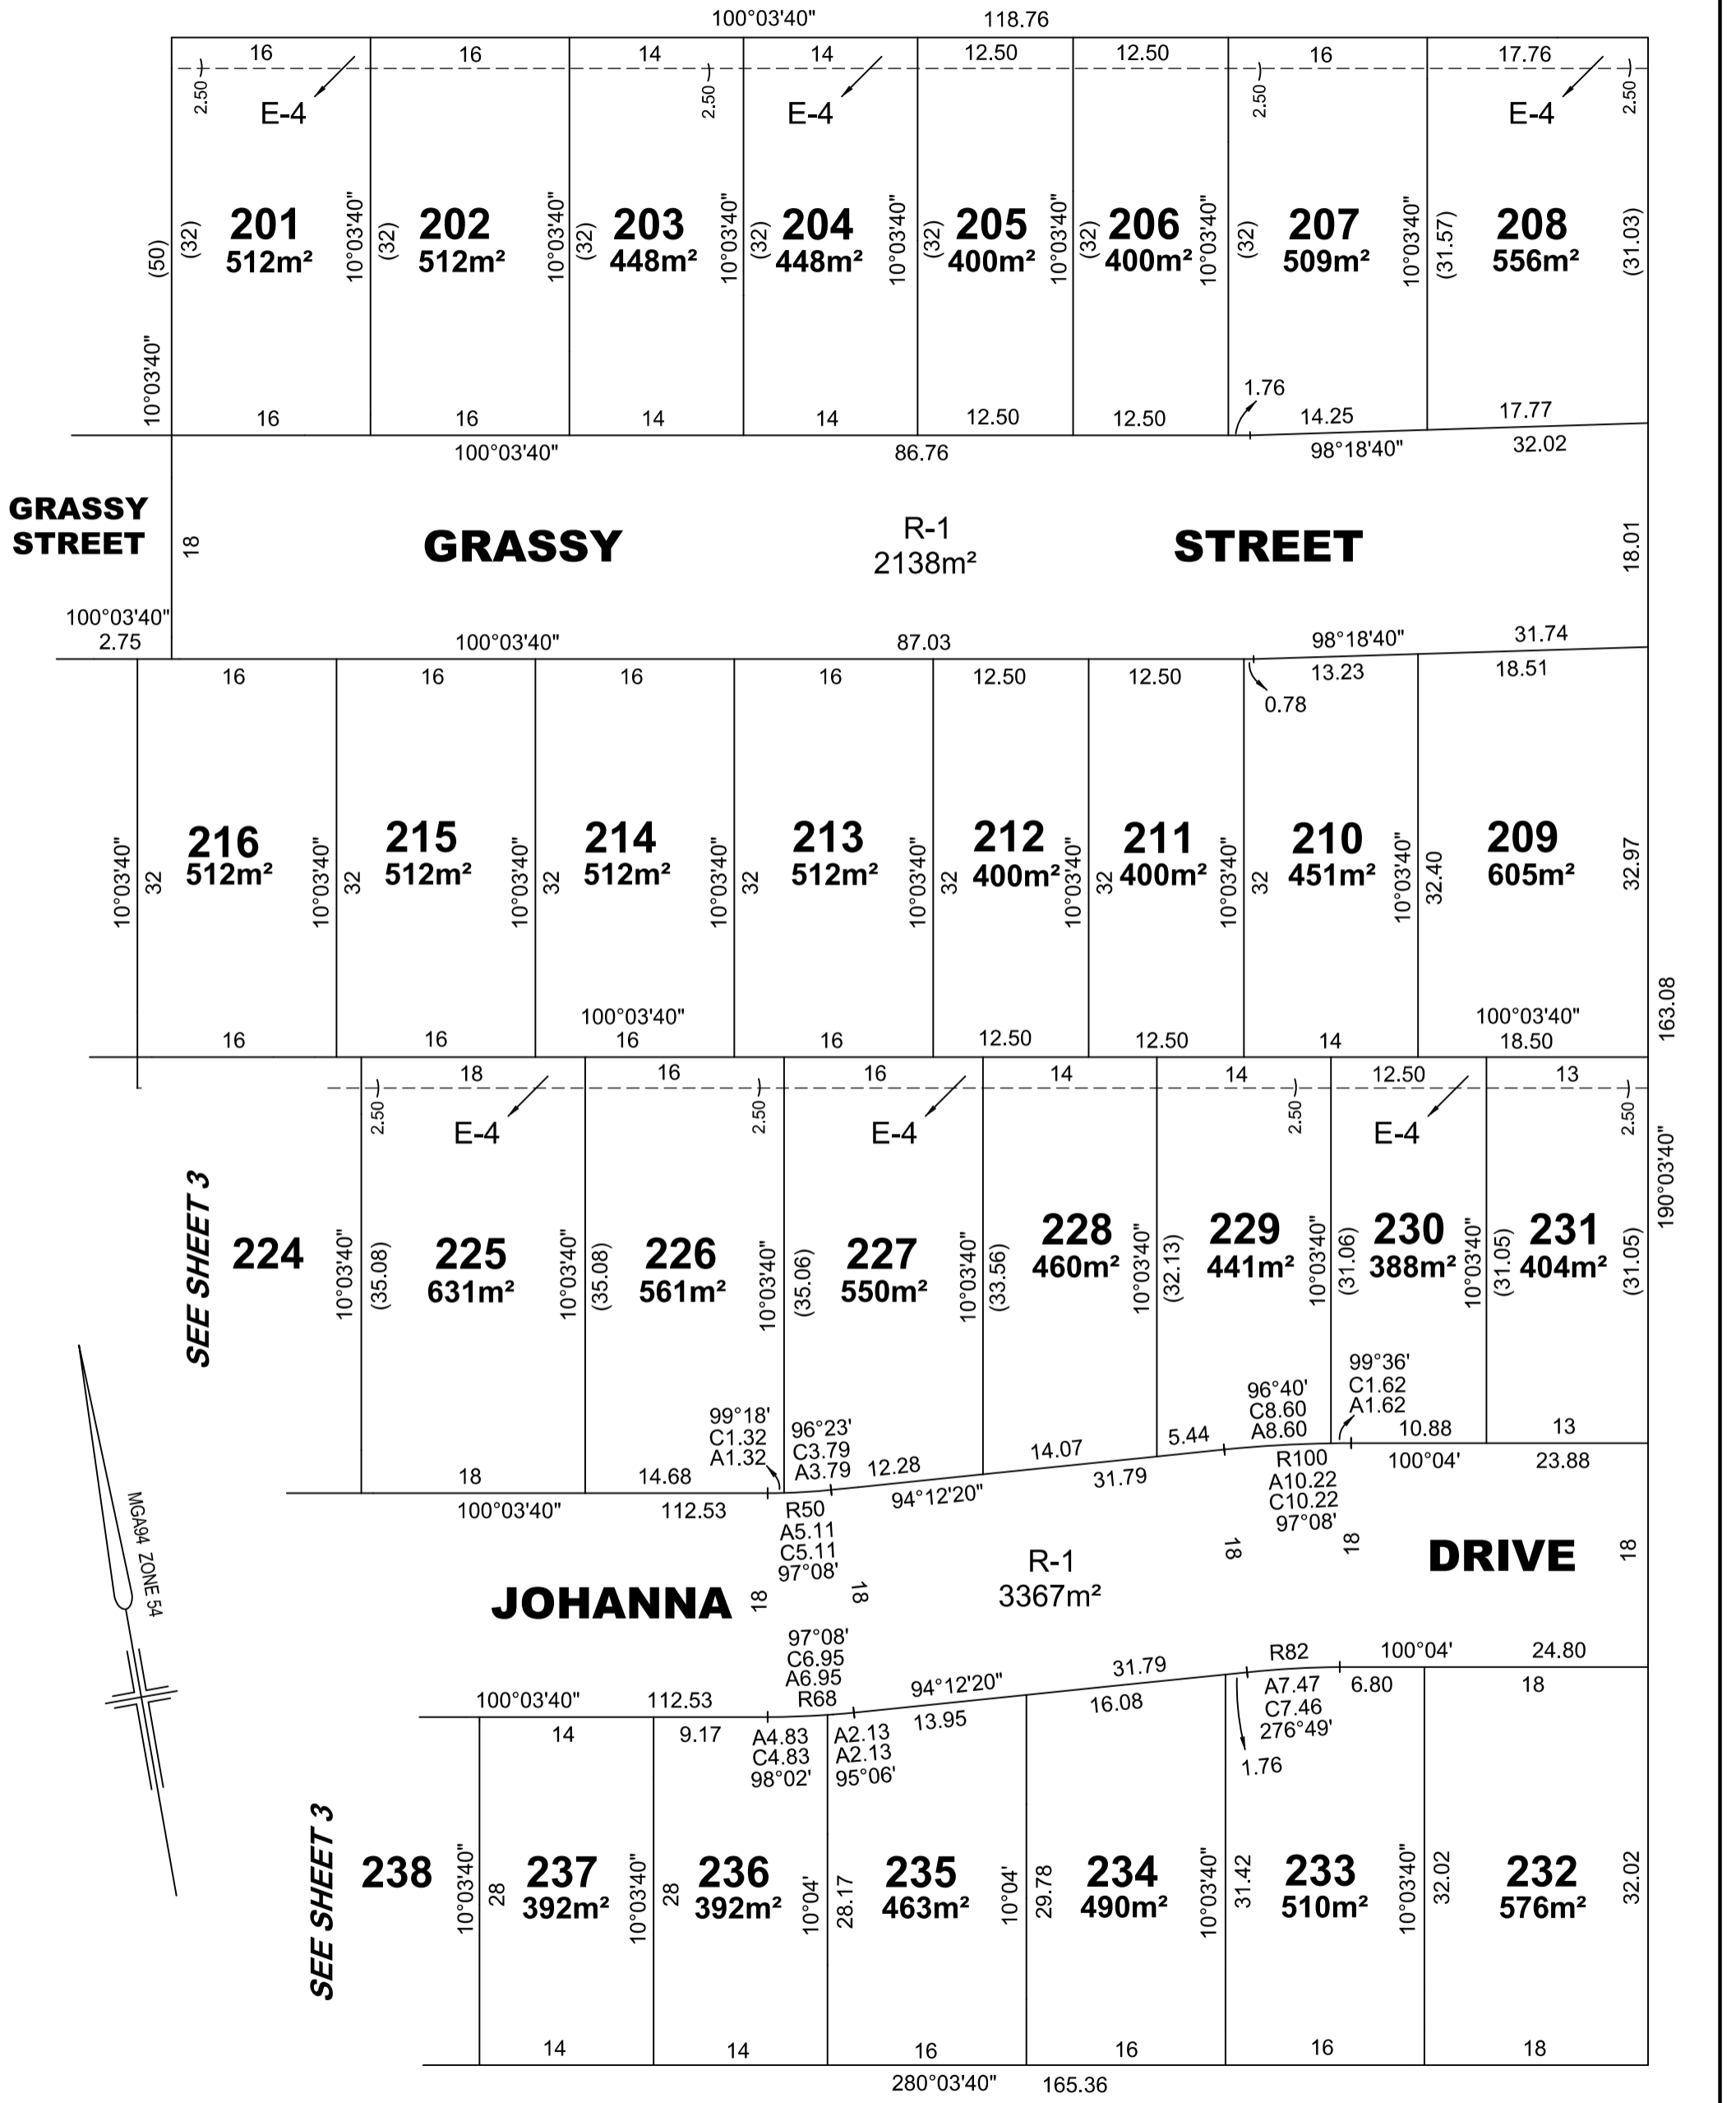 100°03'40" 118.76
16 16 14 14 12.50 12.50 16 17.76
2.50 2.50 2.50 2.50
E-4 E-4 E-4
201 202 203 204 205 206 207 208
512m² 512m² 448m² 448m² 400m² 400m² 509m² 556m²
(50) (32) 10°03'40" (32) 10°03'40" (32) 10°03'40" (32) 10°03'40" (32) 10°03'40" (32) 10°03'40" (32) 10°03'40" (31.57) (31.03)
10°03'40"
1.76
16 16 14 14 12.50 12.50 14.25 17.77
100°03'40" 86.76 98°18'40" 32.02
GRASSY
STREET
18
GRASSY STREET
R-1
2138m²
18.01
100°03'40"
2.75
100°03'40" 87.03 98°18'40" 31.74
16 16 16 16 12.50 12.50 13.23 18.51
0.78
216 215 214 213 212 211 210 209
512m² 512m² 512m² 512m² 400m² 400m² 451m² 605m²
10°03'40" 32 10°03'40" 32 10°03'40" 32 10°03'40" 32 10°03'40" 32 10°03'40" 32 10°03'40" 32 10°03'40" 32.40 32.97
163.08
100°03'40" 100°03'40"
16 16 16 16 12.50 12.50 14 18.50
18 16 16 14 14 12.50 13
2.50 2.50 2.50 2.50
E-4 E-4 E-4
190°03'40"
SEE SHEET 3
224 225 226 227 228 229 230 231
631m² 561m² 550m² 460m² 441m² 388m² 404m²
10°03'40" (35.08) 10°03'40" (35.08) 10°03'40" (35.06) 10°03'40" (33.56) 10°03'40" (32.13) 10°03'40" (31.06) 10°03'40" (31.05) (31.05)
99°18'
C1.32
A1.32
96°23'
C3.79
A3.79
96°40'
C8.60
A8.60
99°36'
C1.62
A1.62
18 14.68 12.28 14.07 5.44 10.88 13
100°03'40" 112.53
R50
A5.11
C5.11
97°08'
94°12'20" 31.79
R100
A10.22
C10.22
97°08'
100°04' 23.88
18 18 18 18 18
JOHANNA DRIVE
R-1
3367m²
MGA94 ZONE 54
97°08'
C6.95
A6.95
R68
100°03'40" 112.53 94°12'20" 31.79 R82 100°04' 24.80
14 9.17 13.95 16.08 6.80 18
A4.83
C4.83
98°02'
A2.13
A2.13
95°06'
A7.47
C7.46
276°49'
1.76
SEE SHEET 3
238 237 236 235 234 233 232
392m² 392m² 463m² 490m² 510m² 576m²
10°03'40" 28 10°03'40" 28 10°04' 28.17 10°04' 29.78 10°03'40" 31.42 10°03'40" 32.02 32.02
14 14 16 16 16 18
280°03'40" 165.36